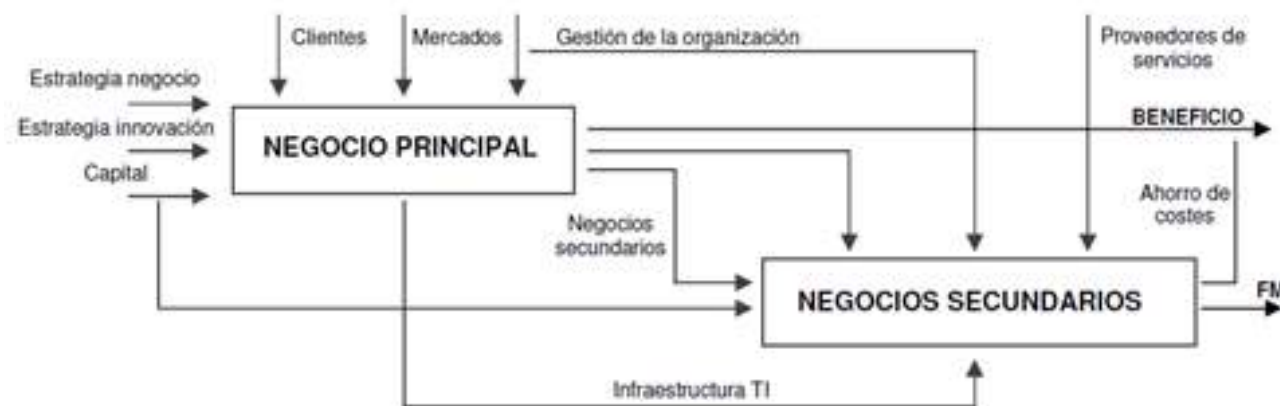 Clientes
Mercados
Gestión de la organización
Proveedores de
servicios
Estrategia negocio
Estrategia innovación
Capital
NEGOCIO PRINCIPAL
BENEFICIO
Ahorro de
costes
Negocios
secundarios
NEGOCIOS SECUNDARIOS
FM
Infraestructura TI